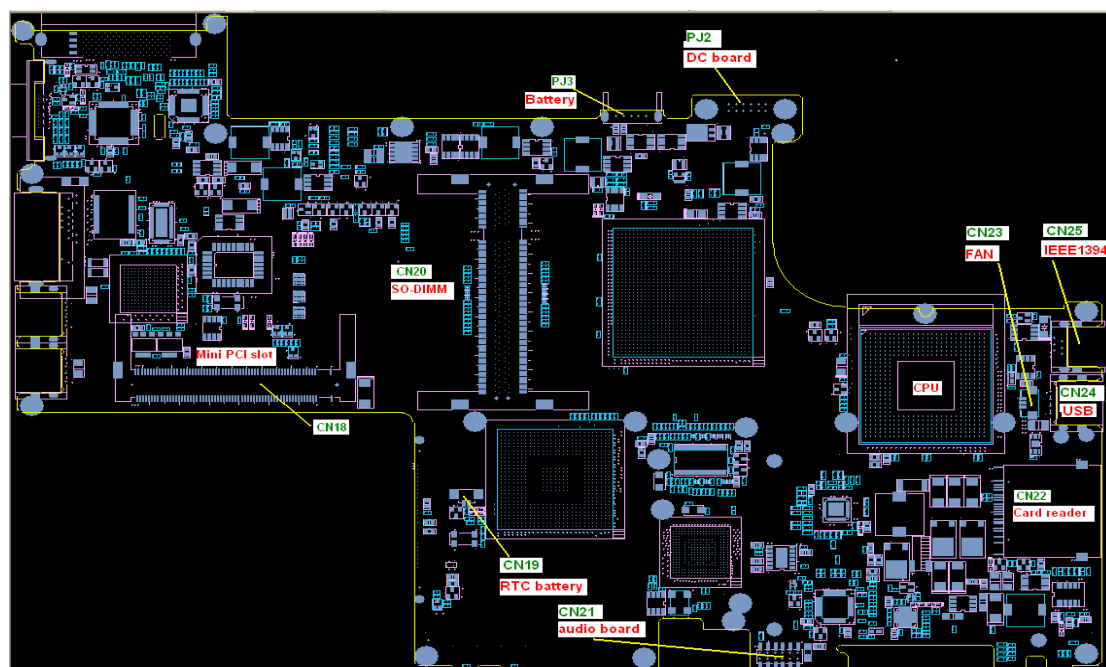 PJ2
DC board
PJ3
Battery
CN23
FAN
CN25
IEEE1394
CN20
SO-DIMM
Mini PCI slot
CPU
CN24
USB
CN18
CN22
Card reader
CN19
RTC battery
CN21
audio board